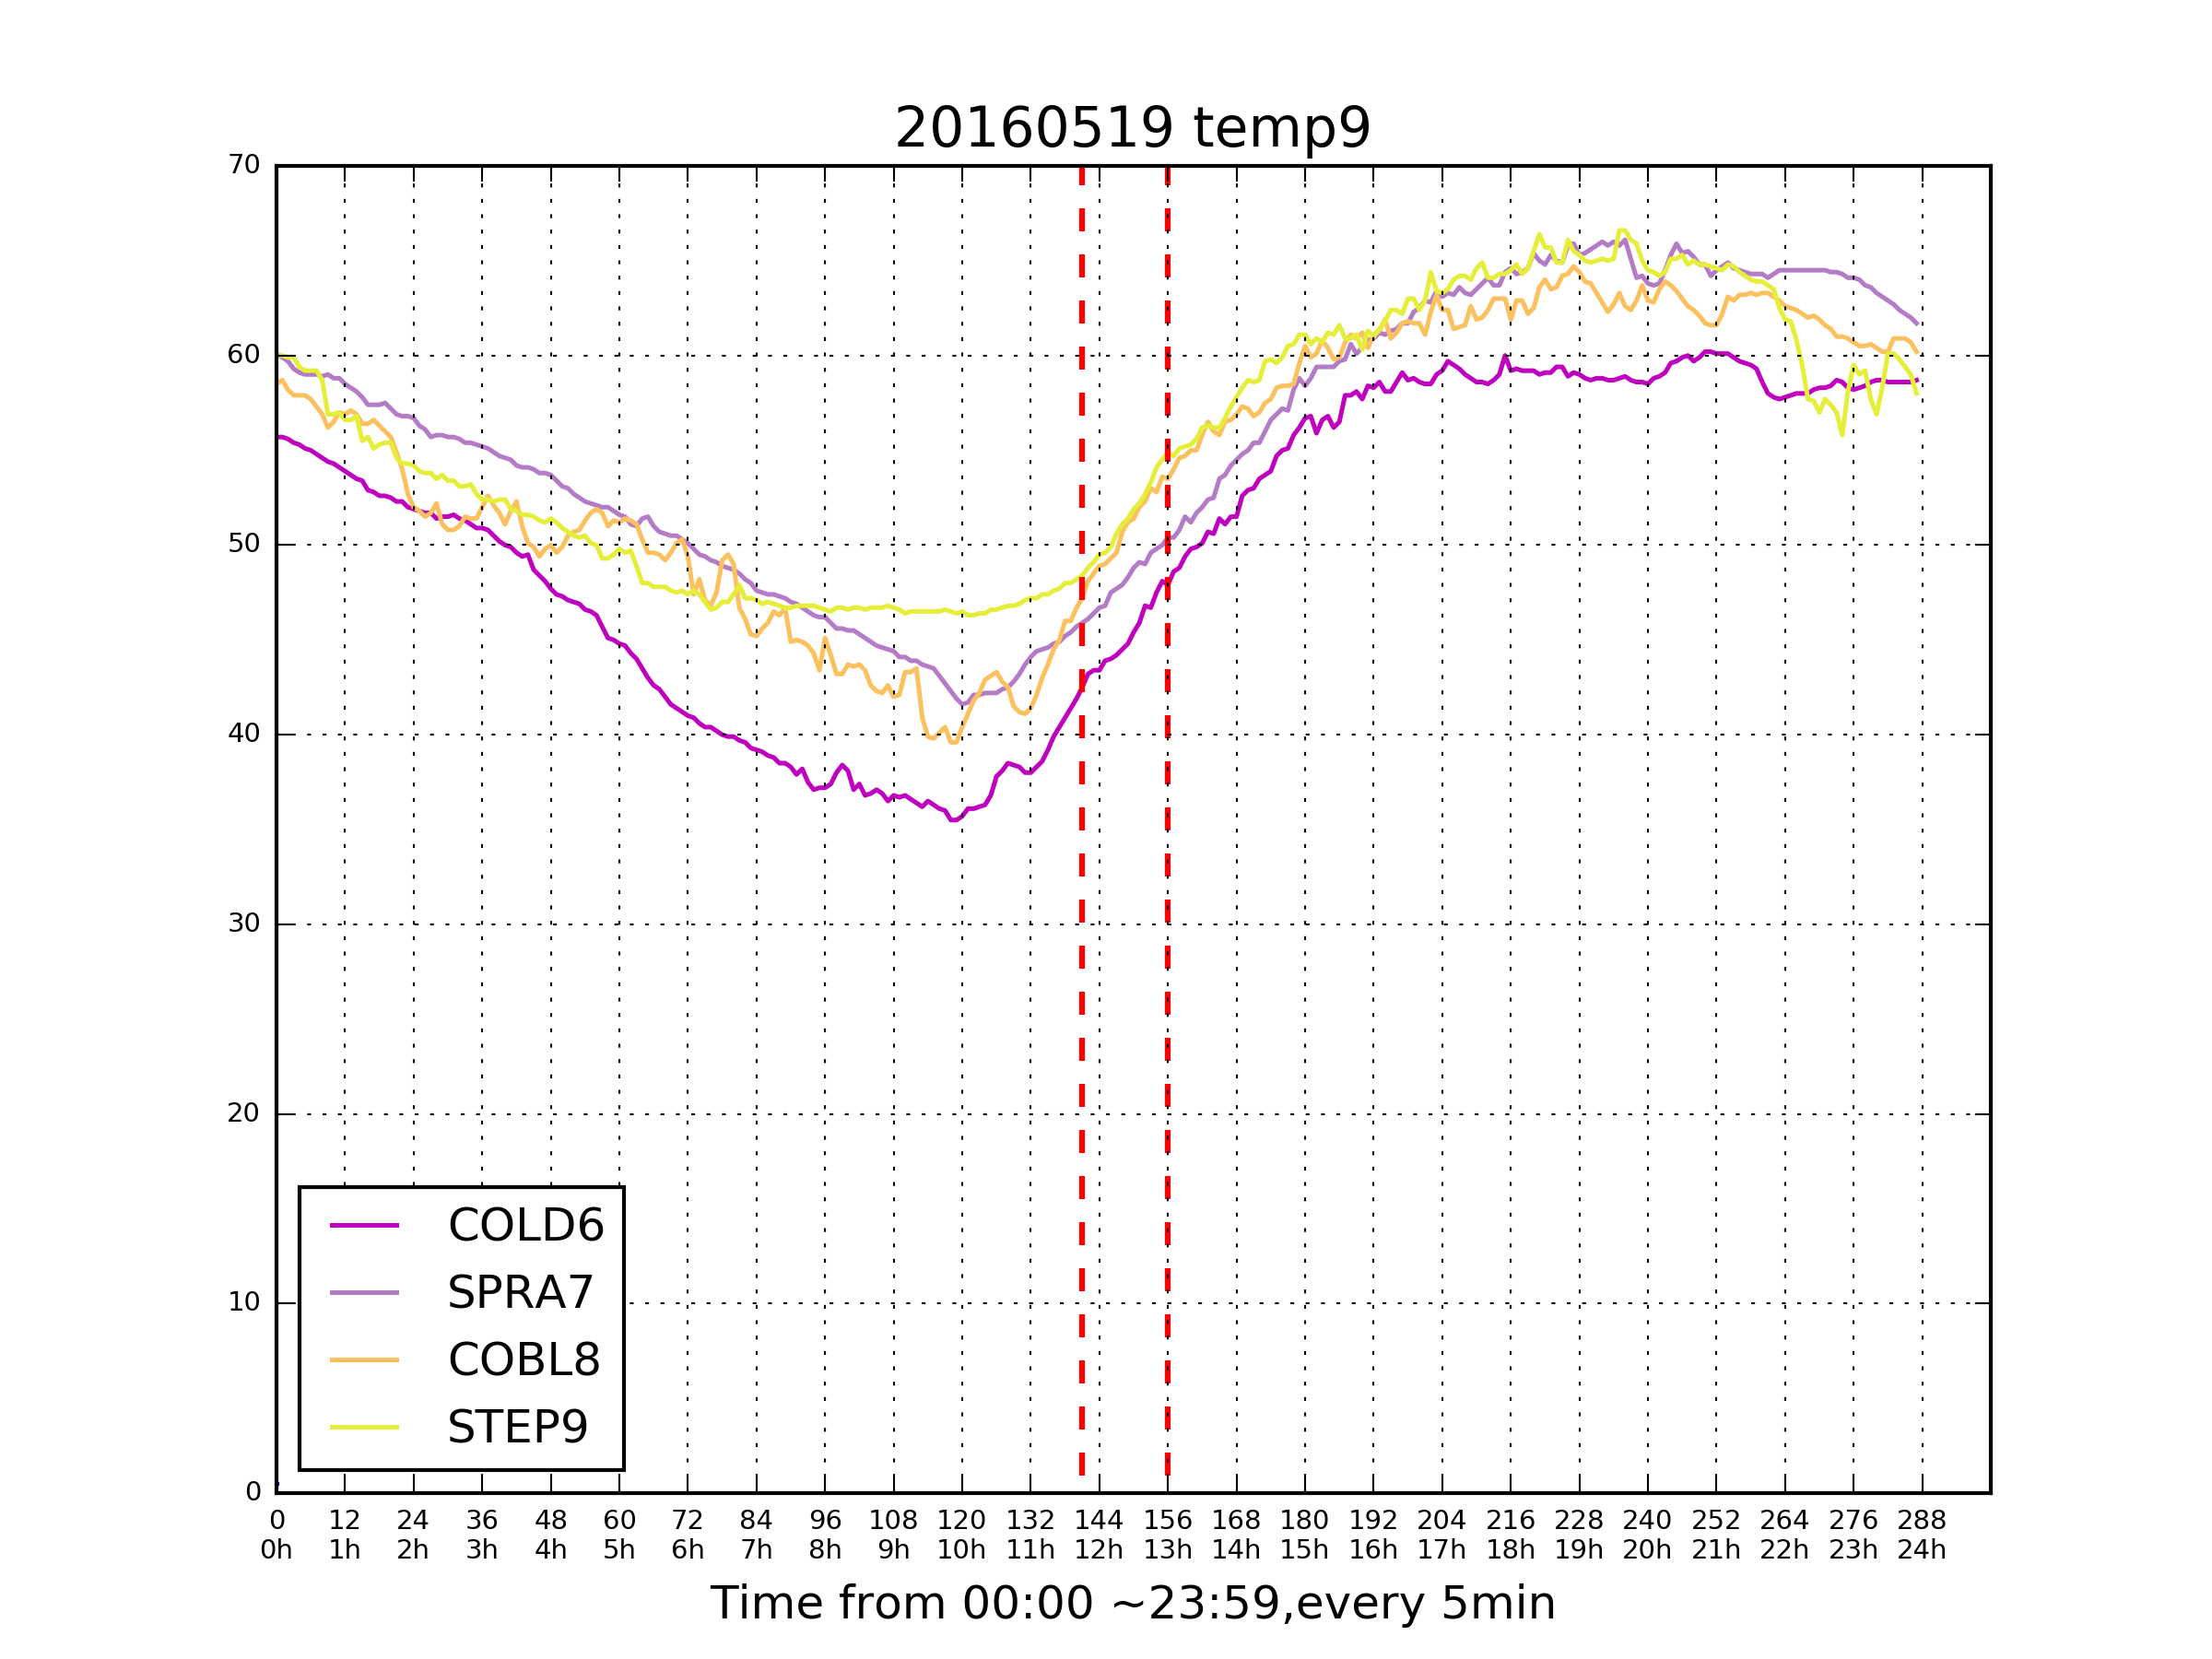 20160519 temp9
70
60
50
40
30
20
10
0
COLD6
SPRA7
COBL8
STEP9
0 12 24 36 48 60 72 84 96 108 120 132 144 156 168 180 192 204 216 228 240 252 264 276 288
0h 1h 2h 3h 4h 5h 6h 7h 8h 9h 10h 11h 12h 13h 14h 15h 16h 17h 18h 19h 20h 21h 22h 23h 24h
Time from 00:00 ~23:59,every 5min